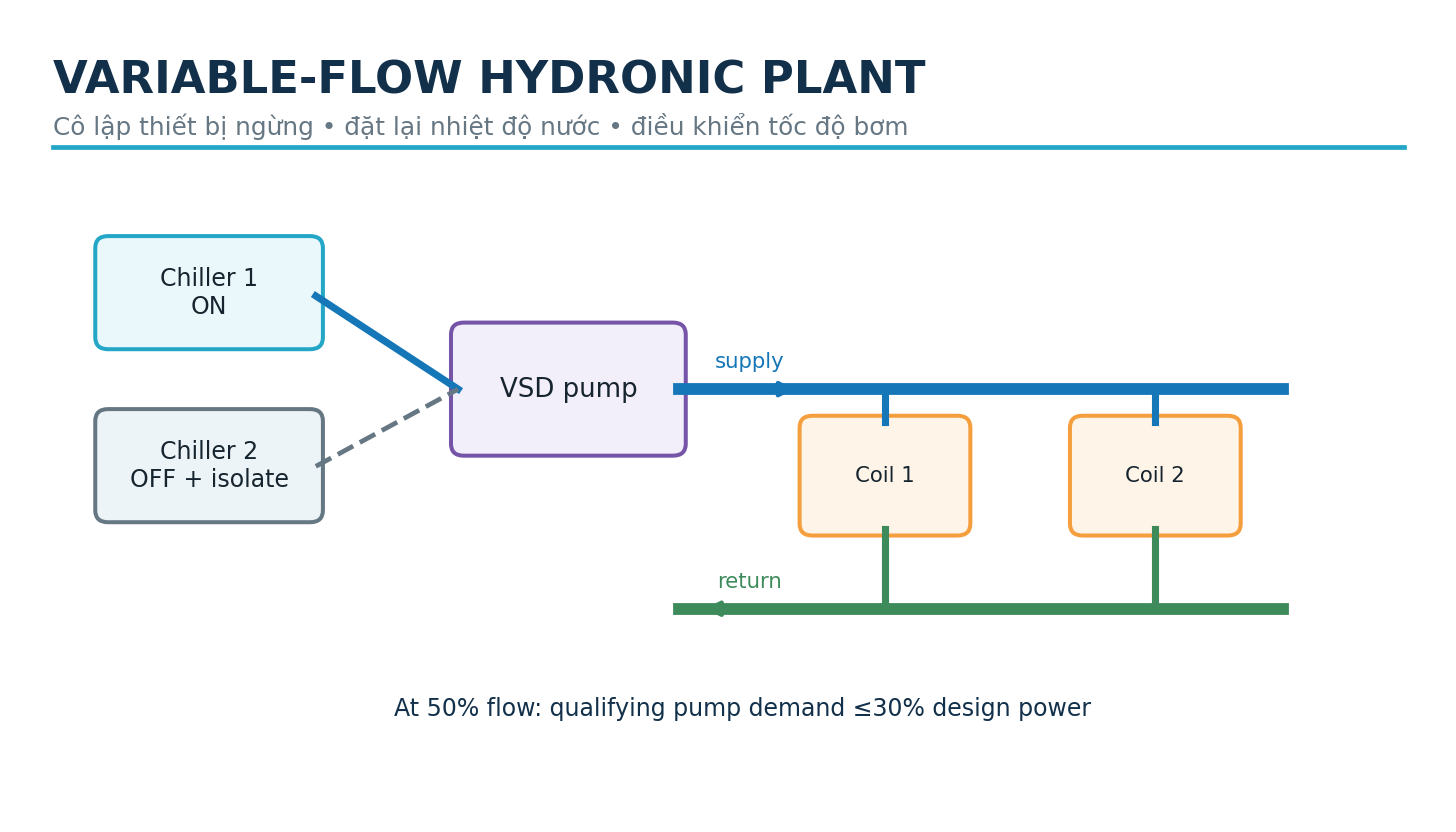 VARIABLE-FLOW HYDRONIC PLANT
Cô lập thiết bị ngừng • đặt lại nhiệt độ nước • điều khiển tốc độ bơm
Chiller 1
ON
Chiller 2
OFF + isolate
VSD pump
supply
Coil 1
Coil 2
return
At 50% flow: qualifying pump demand ≤30% design power